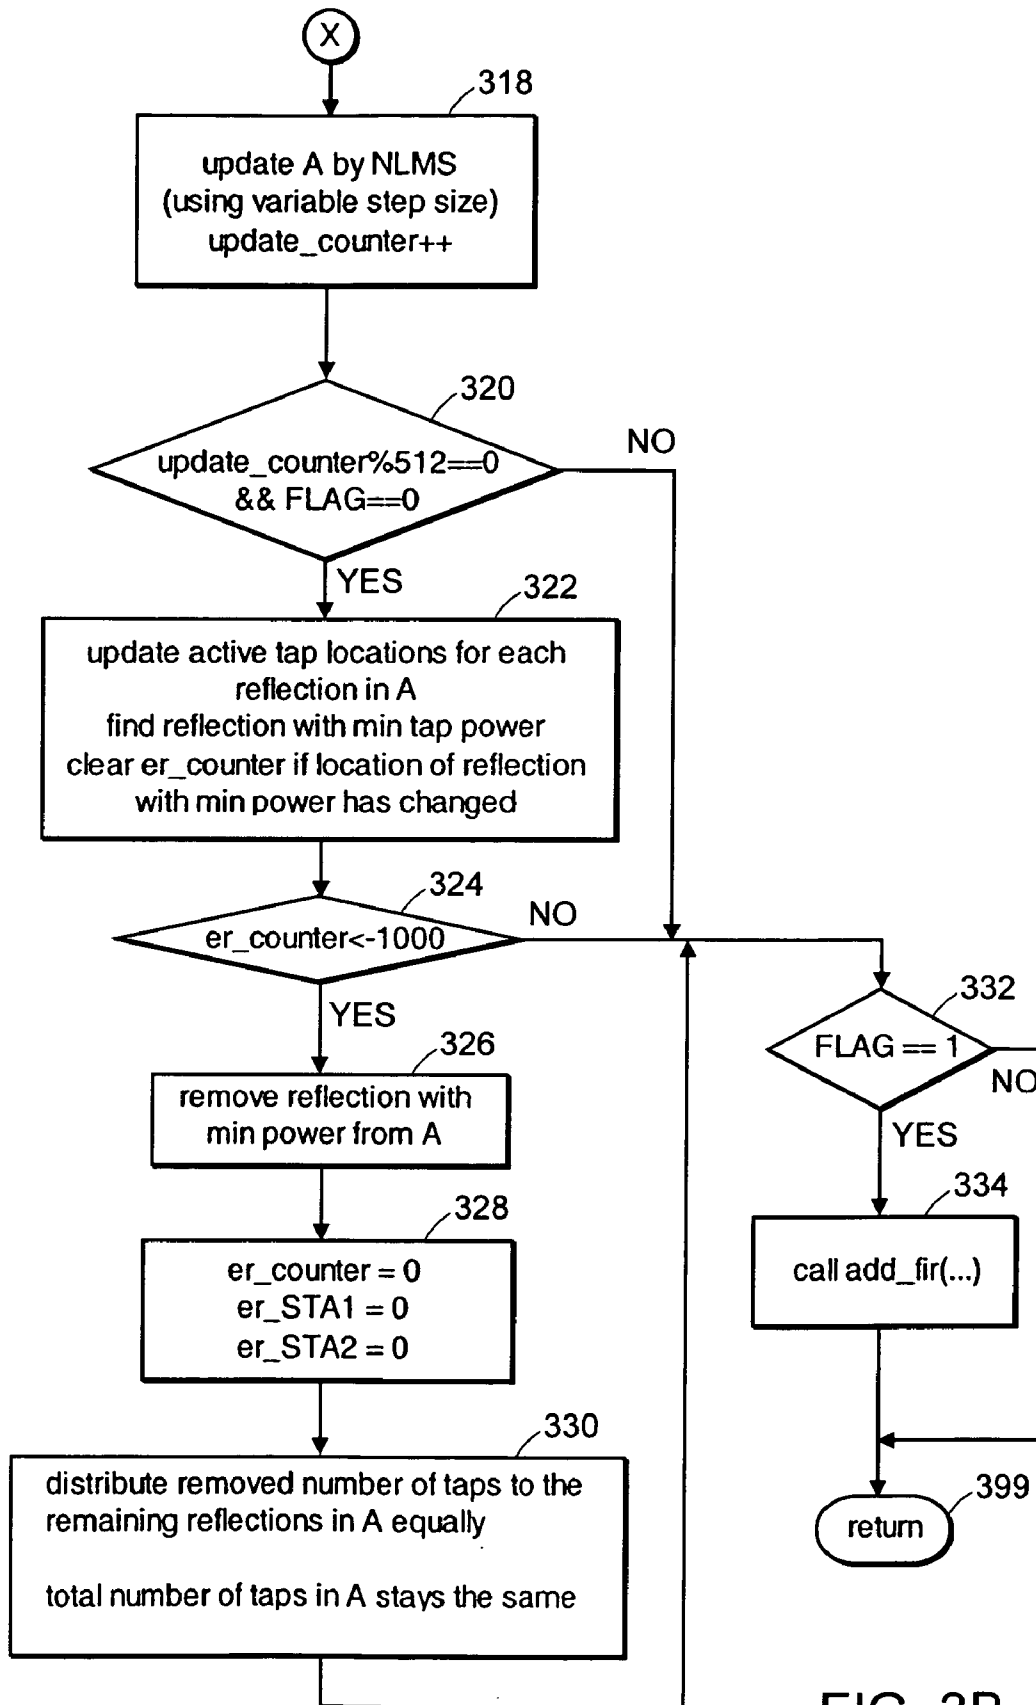 X
318
update A by NLMS
(using variable step size)
update_counter++
320
update_counter%512==0
&& FLAG==0
NO
YES
322
update active tap locations for each
reflection in A
find reflection with min tap power
clear er_counter if location of reflection
with min power has changed
324
er_counter<-1000
NO
YES
326
remove reflection with
min power from A
328
er_counter = 0
er_STA1 = 0
er_STA2 = 0
330
distribute removed number of taps to the
remaining reflections in A equally
total number of taps in A stays the same
332
FLAG == 1
NO
YES
334
call add_fir(...)
399
return
FIG. 3B